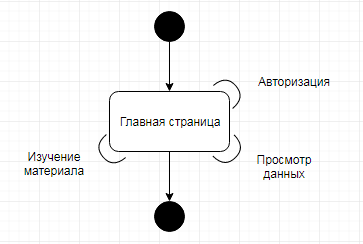 Авторизация
Главная страница
Изучение
материала
Просмотр
данных